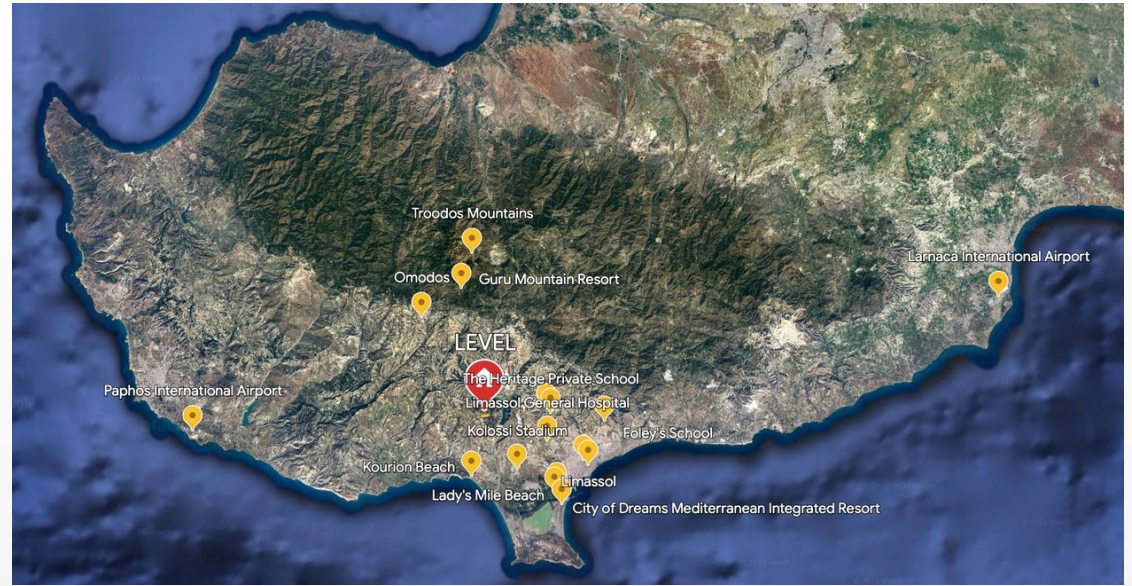 Troodos Mountains
Larnaca International Airport
Omodos
Guru Mountain Resort
LEVEL
The Heritage Private School
Paphos International Airport
Limassol General Hospital
Kolossi Stadium
Foley's School
Kourion Beach
Limassol
Lady's Mile Beach
City of Dreams Mediterranean Integrated Resort